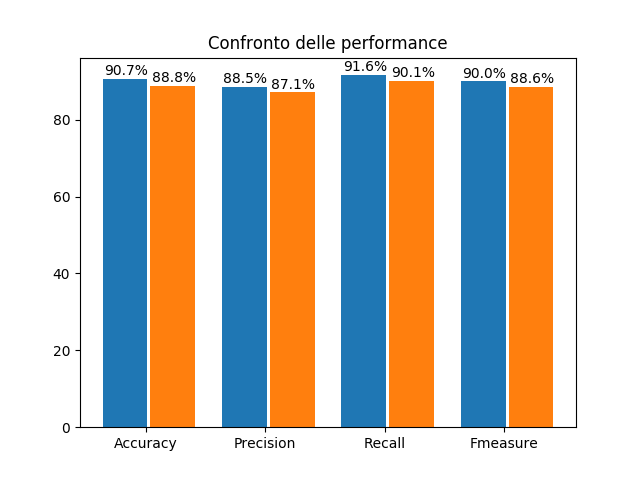 Confronto delle performance
90.7% 88.8% 88.5% 87.1% 91.6% 90.1% 90.0% 88.6%
80
60
40
20
0
Accuracy Precision Recall Fmeasure